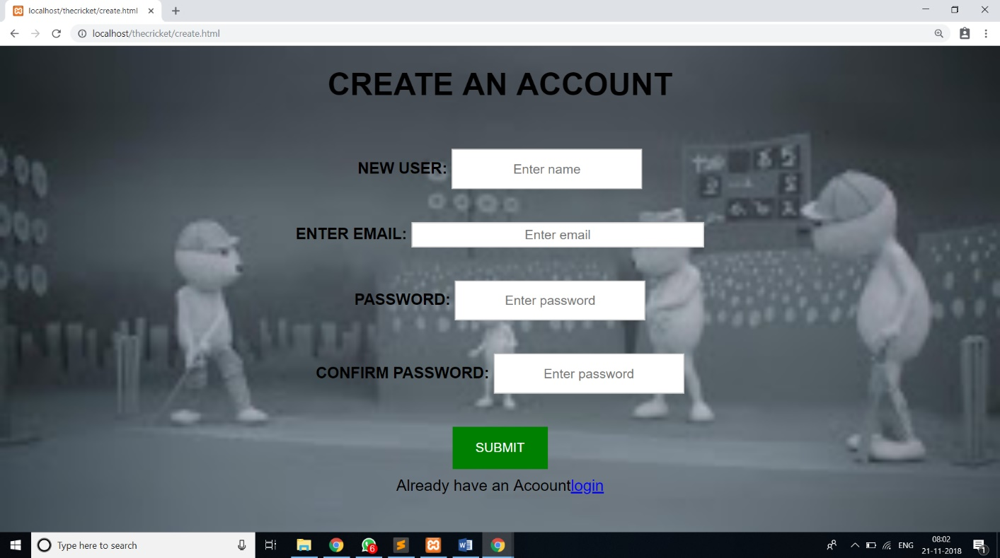 localhost/thecricket/create.html
localhost/thecricket/create.html
CREATE AN ACCOUNT
NEW USER: Enter name
ENTER EMAIL: Enter email
PASSWORD: Enter password
CONFIRM PASSWORD: Enter password
SUBMIT
Already have an Acoountlogin
Type here to search
6
ENG
08:02
21-11-2018
1